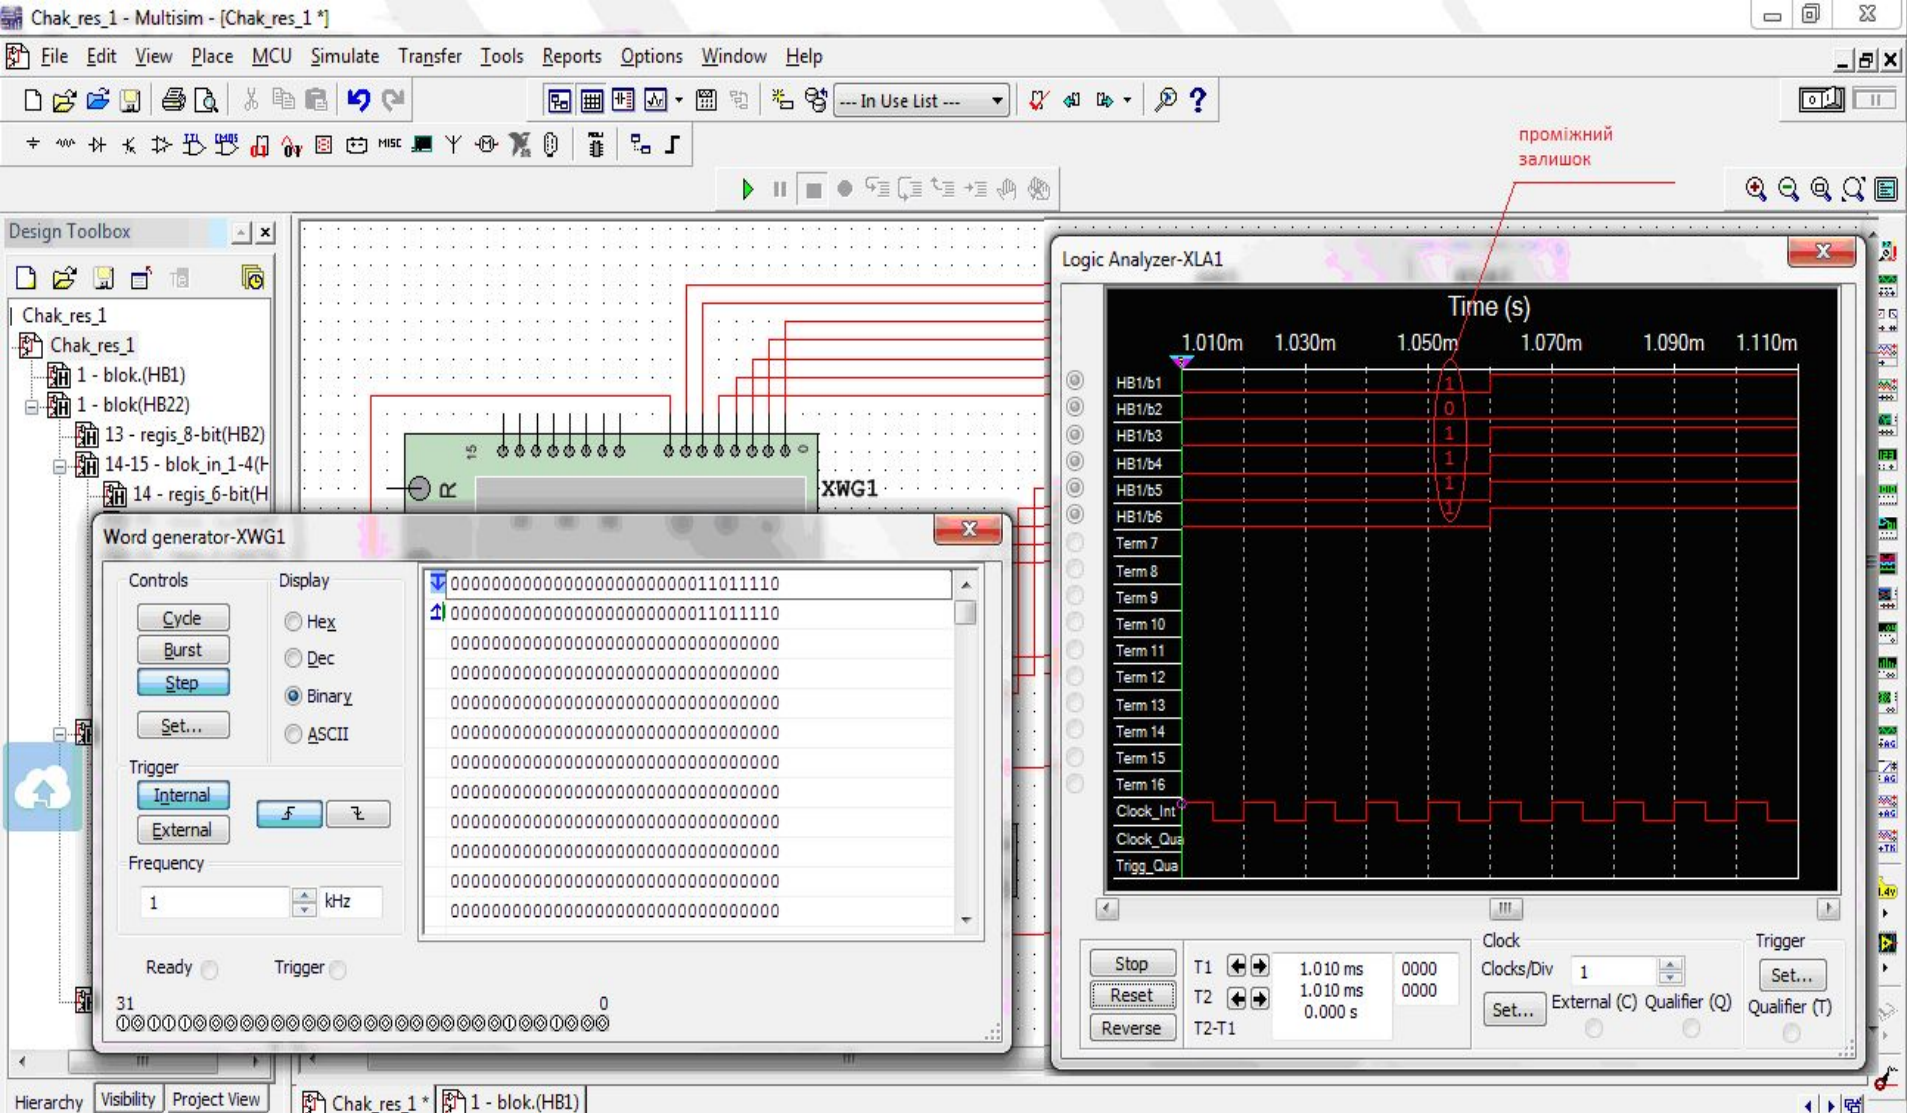 Chak_res_1 - Multisim - [Chak_res_1 *]
File Edit View Place MCU Simulate Transfer Tools Reports Options Window Help
--- In Use List ---
MISC
проміжний
залишок
Design Toolbox
Chak_res_1
Chak_res_1
1 - blok.(HB1)
1 - blok(HB22)
13 - regis_8-bit(HB2)
14-15 - blok_in_1-4(H
14 - regis_6-bit(H
15
0
R
XWG1
Word generator-XWG1
Controls
Cycle
Burst
Step
Set...
Display
Hex
Dec
Binary
ASCII
Trigger
Internal
External
Frequency
1 kHz
Ready
Trigger
31 0
00000000000000000000000011011110
00000000000000000000000011011110
00000000000000000000000000000000
00000000000000000000000000000000
00000000000000000000000000000000
00000000000000000000000000000000
00000000000000000000000000000000
00000000000000000000000000000000
00000000000000000000000000000000
00000000000000000000000000000000
00000000000000000000000000000000
00000000000000000000000000000000
Logic Analyzer-XLA1
Time (s)
1.010m 1.030m 1.050m 1.070m 1.090m 1.110m
HB1/b1 1
HB1/b2 0
HB1/b3 1
HB1/b4 1
HB1/b5 1
HB1/b6 1
Term 7
Term 8
Term 9
Term 10
Term 11
Term 12
Term 13
Term 14
Term 15
Term 16
Clock_Int
Clock_Qua
Trigg_Qua
Stop
Reset
Reverse
T1 1.010 ms 0000
T2 1.010 ms 0000
T2-T1 0.000 s
Clock
Clocks/Div 1
Set... External (C) Qualifier (Q)
Trigger
Set...
Qualifier (T)
Hierarchy Visibility Project View
Chak_res_1 * 1 - blok.(HB1)